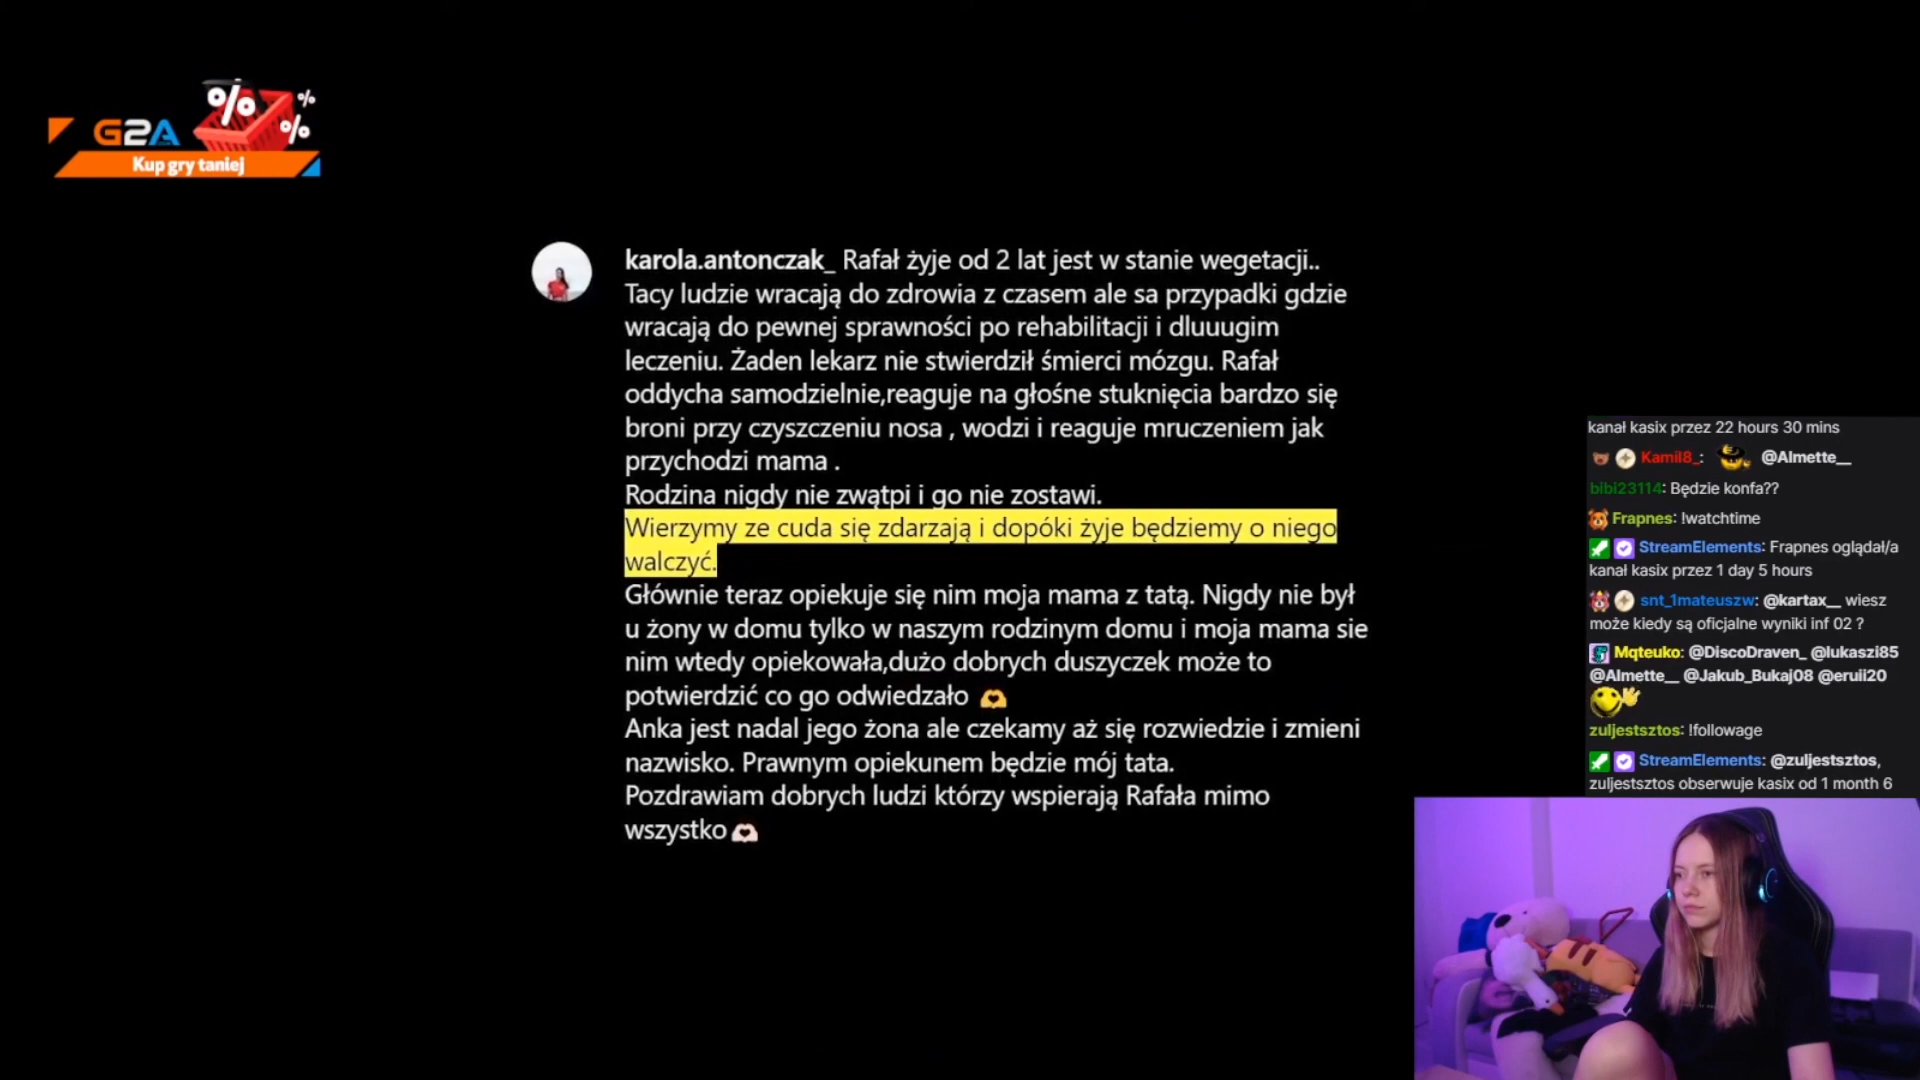 G2A
% % %
Kup gry taniej
karola.antonczak_ Rafał żyje od 2 lat jest w stanie wegetacji..
Tacy ludzie wracają do zdrowia z czasem ale sa przypadki gdzie
wracają do pewnej sprawności po rehabilitacji i dluuugim
leczeniu. Żaden lekarz nie stwierdził śmierci mózgu. Rafał
oddycha samodzielnie,reaguje na głośne stuknięcia bardzo się
broni przy czyszczeniu nosa , wodzi i reaguje mruczeniem jak
przychodzi mama .
Rodzina nigdy nie zwątpi i go nie zostawi.
Wierzymy ze cuda się zdarzają i dopóki żyje będziemy o niego
walczyć.
Głównie teraz opiekuje się nim moja mama z tatą. Nigdy nie był
u żony w domu tylko w naszym rodzinym domu i moja mama sie
nim wtedy opiekowała,dużo dobrych duszyczek może to
potwierdzić co go odwiedzało 🫶
Anka jest nadal jego żona ale czekamy aż się rozwiedzie i zmieni
nazwisko. Prawnym opiekunem będzie mój tata.
Pozdrawiam dobrych ludzi którzy wspierają Rafała mimo
wszystko🫶🏻
kanał kasix przez 22 hours 30 mins
Kamil8_: @Almette__
bibi23114: Będzie konfa??
Frapnes: !watchtime
StreamElements: Frapnes oglądał/a
kanał kasix przez 1 day 5 hours
snt_1mateuszw: @kartax__ wiesz
może kiedy są oficjalne wyniki inf 02 ?
Mqteuko: @DiscoDraven_ @lukaszi85
@Almette__ @Jakub_Bukaj08 @eruii20
zuljestsztos: !followage
StreamElements: @zuljestsztos,
zuljestsztos obserwuje kasix od 1 month 6